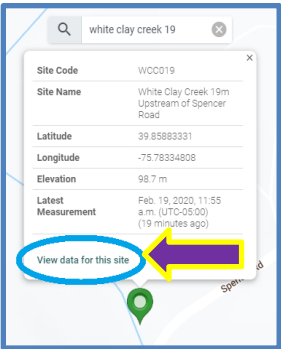 white clay creek 19
Site Code WCC019
Site Name White Clay Creek 19m
Upstream of Spencer
Road
Latitude 39.85883331
Longitude -75.78334808
Elevation 98.7 m
Latest Feb. 19, 2020, 11:55
Measurement a.m. (UTC-05:00)
(19 minutes ago)
View data for this site